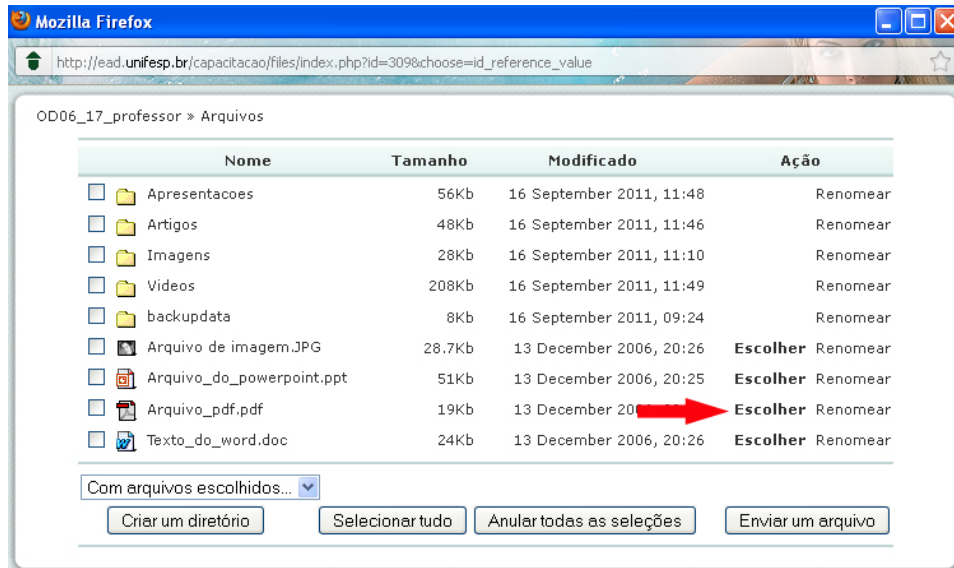 Mozilla Firefox
http://ead.unifesp.br/capacitacao/files/index.php?id=309&choose=id_reference_value
OD06_17_professor » Arquivos
Nome Tamanho Modificado Ação
Apresentacoes 56Kb 16 September 2011, 11:48 Renomear
Artigos 48Kb 16 September 2011, 11:46 Renomear
Imagens 28Kb 16 September 2011, 11:10 Renomear
Videos 208Kb 16 September 2011, 11:49 Renomear
backupdata 8Kb 16 September 2011, 09:24 Renomear
Arquivo de imagem.JPG 28.7Kb 13 December 2006, 20:26 Escolher Renomear
Arquivo_do_powerpoint.ppt 51Kb 13 December 2006, 20:25 Escolher Renomear
Arquivo_pdf.pdf 19Kb 13 December Escolher Renomear
Texto_do_word.doc 24Kb 13 December 2006, 20:26 Escolher Renomear
Com arquivos escolhidos...
Criar um diretório Selecionar tudo Anular todas as seleções Enviar um arquivo